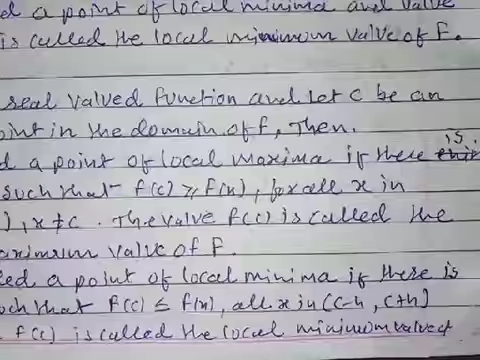 d a point of local minima and value
is called the local minimum value of F.
real valued function and let C be an
oint in the domain of f, Then.
d a point of local maxima if there is
such that f(c) ≥ f(x), for all x in
), x ≠ c. The value f(c) is called the
aximum value of F.
ed a point of local minima if there is
uch that f(c) ≤ f(x), all x in (c-h, c+h)
f(c) is called the local minimum value of